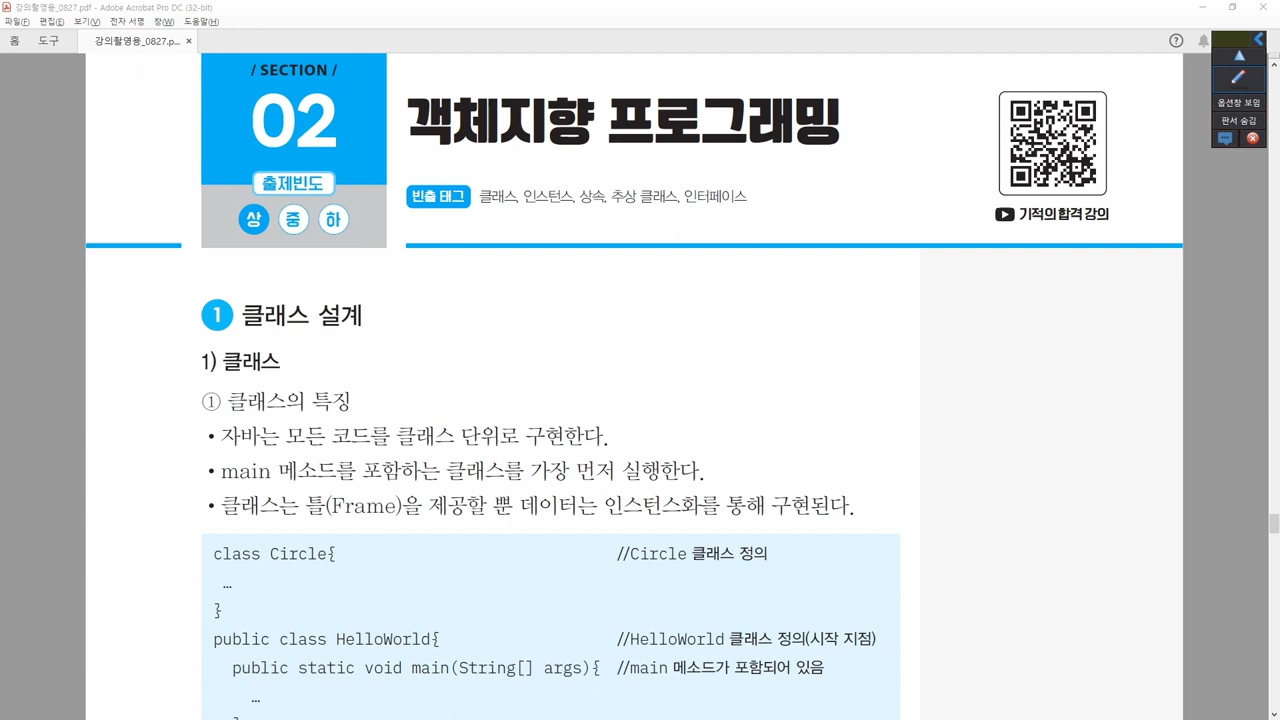 강의촬영용_0827.pdf - Adobe Acrobat Pro DC (32-bit)
파일(F) 편집(E) 보기(V) 전자 서명 창(W) 도움말(H)
홈 도구 강의촬영용_0827.p... ×
옵션창 보임
판서 숨김
/ SECTION /
02
출제빈도
상 중 하
객체지향 프로그래밍
빈출 태그 클래스, 인스턴스, 상속, 추상 클래스, 인터페이스
기적의 합격 강의
1 클래스 설계
1) 클래스
① 클래스의 특징
• 자바는 모든 코드를 클래스 단위로 구현한다.
• main 메소드를 포함하는 클래스를 가장 먼저 실행한다.
• 클래스는 틀(Frame)을 제공할 뿐 데이터는 인스턴스화를 통해 구현된다.
class Circle{ //Circle 클래스 정의
…
}
public class HelloWorld{ //HelloWorld 클래스 정의(시작 지점)
public static void main(String[] args){ //main 메소드가 포함되어 있음
…
}